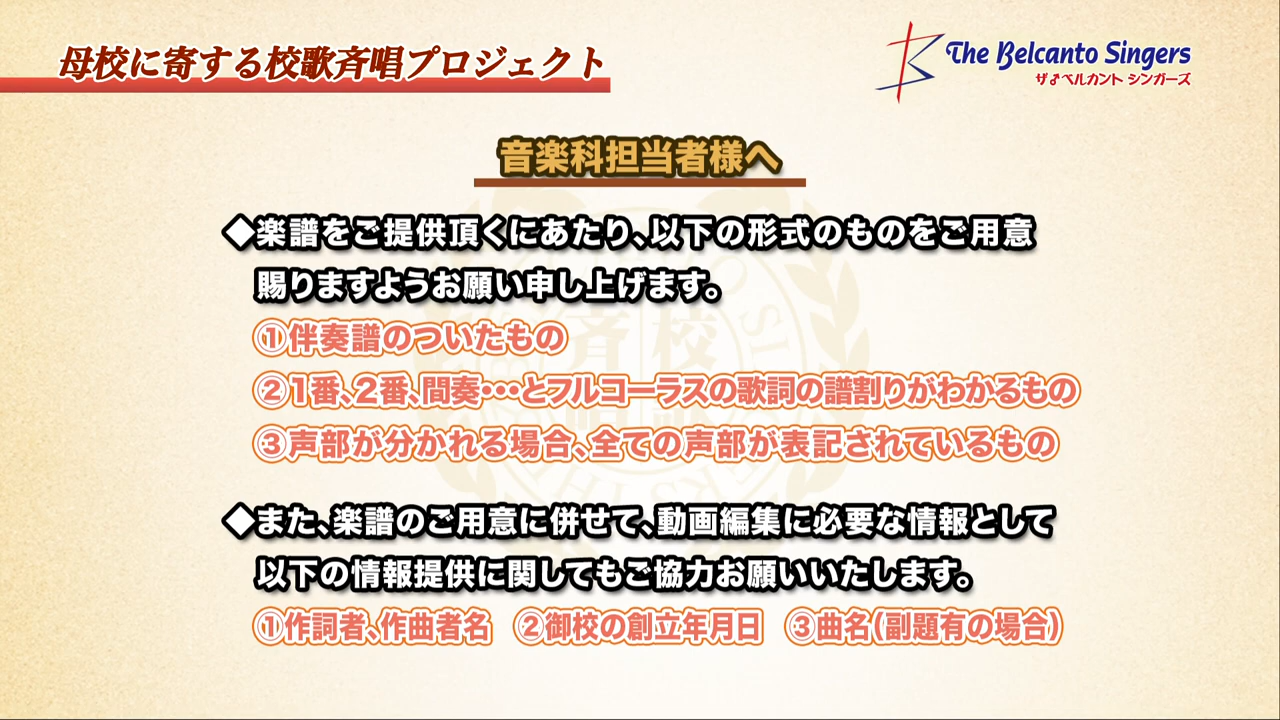 母校に寄する校歌斉唱プロジェクト
The Belcanto Singers
ザ♂ベルカント シンガーズ
音楽科担当者様へ
◆楽譜をご提供頂くにあたり、以下の形式のものをご用意
賜りますようお願い申し上げます。
①伴奏譜のついたもの
②1番、2番、間奏・・・とフルコーラスの歌詞の譜割りがわかるもの
③声部が分かれる場合、全ての声部が表記されているもの
◆また、楽譜のご用意に併せて、動画編集に必要な情報として
以下の情報提供に関してもご協力お願いいたします。
①作詞者、作曲者名 ②御校の創立年月日 ③曲名(副題有の場合)